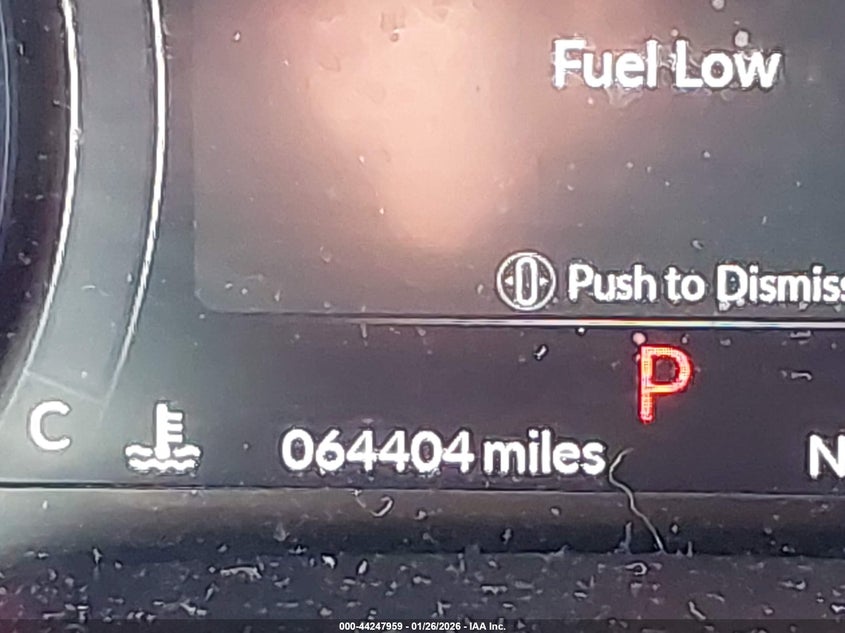 Fuel Low
Push to Dismiss
P
C
064404 miles
N
000-44247959 - 01/26/2026 - IAA Inc.